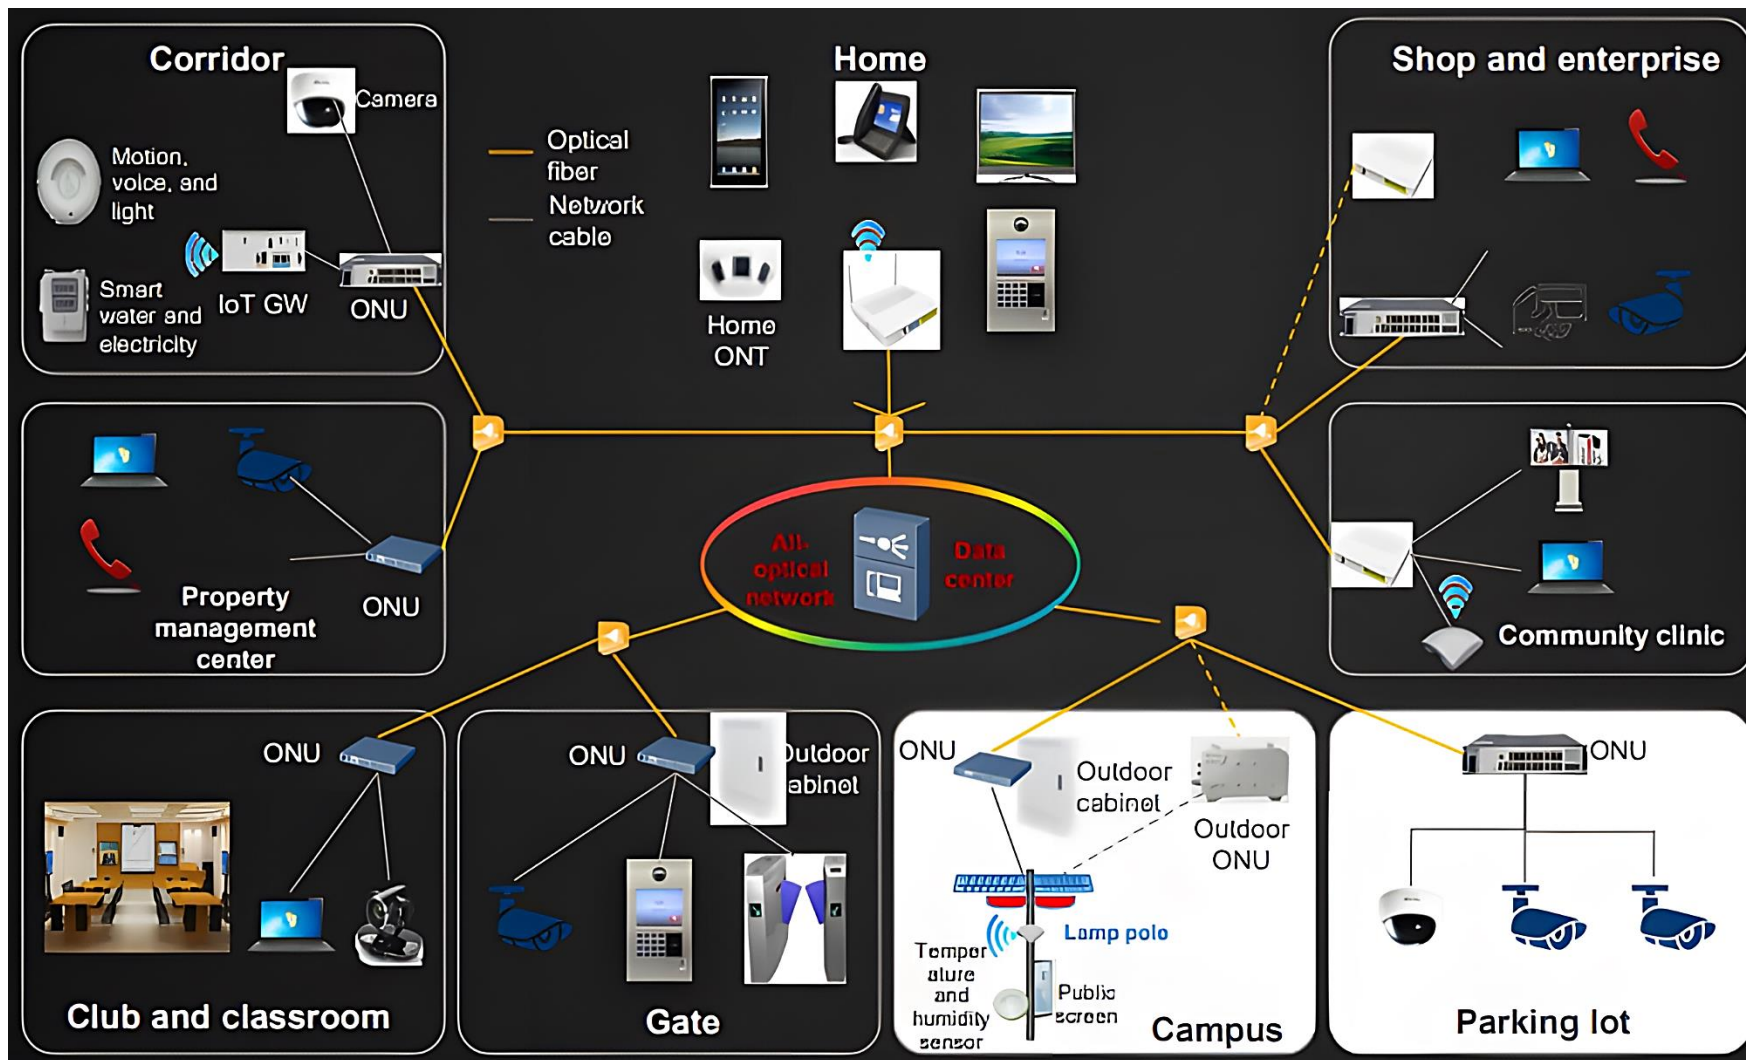 Corridor
Camera
Motion,
voice, and
light
IoT GW
ONU
Smart
water and
electricity
Optical
fiber
Network
cable
Home
Home
ONT
Shop and enterprise
Property
management
center
ONU
All-
optical
network
Data
center
Community clinic
ONU
Club and classroom
ONU
Outdoor
cabinet
Gate
ONU
Outdoor
cabinet
Outdoor
ONU
Lamp pole
Temper
ature
and
humidity
sensor
Public
screen
Campus
ONU
Parking lot